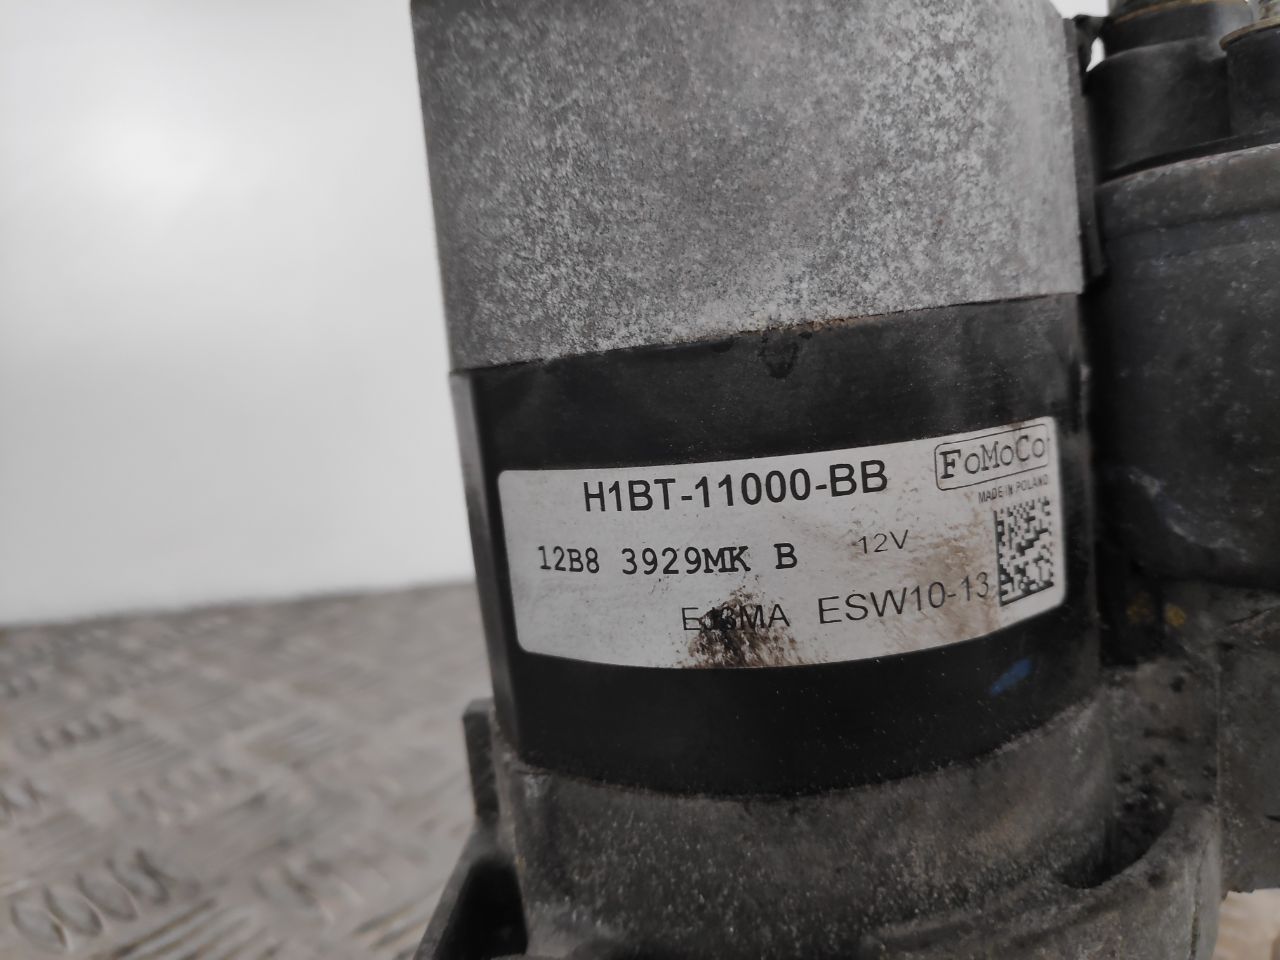 H1BT-11000-BB
FoMoCo
MADE IN POLAND
12B8 3929MK B 12V
ESW10-13